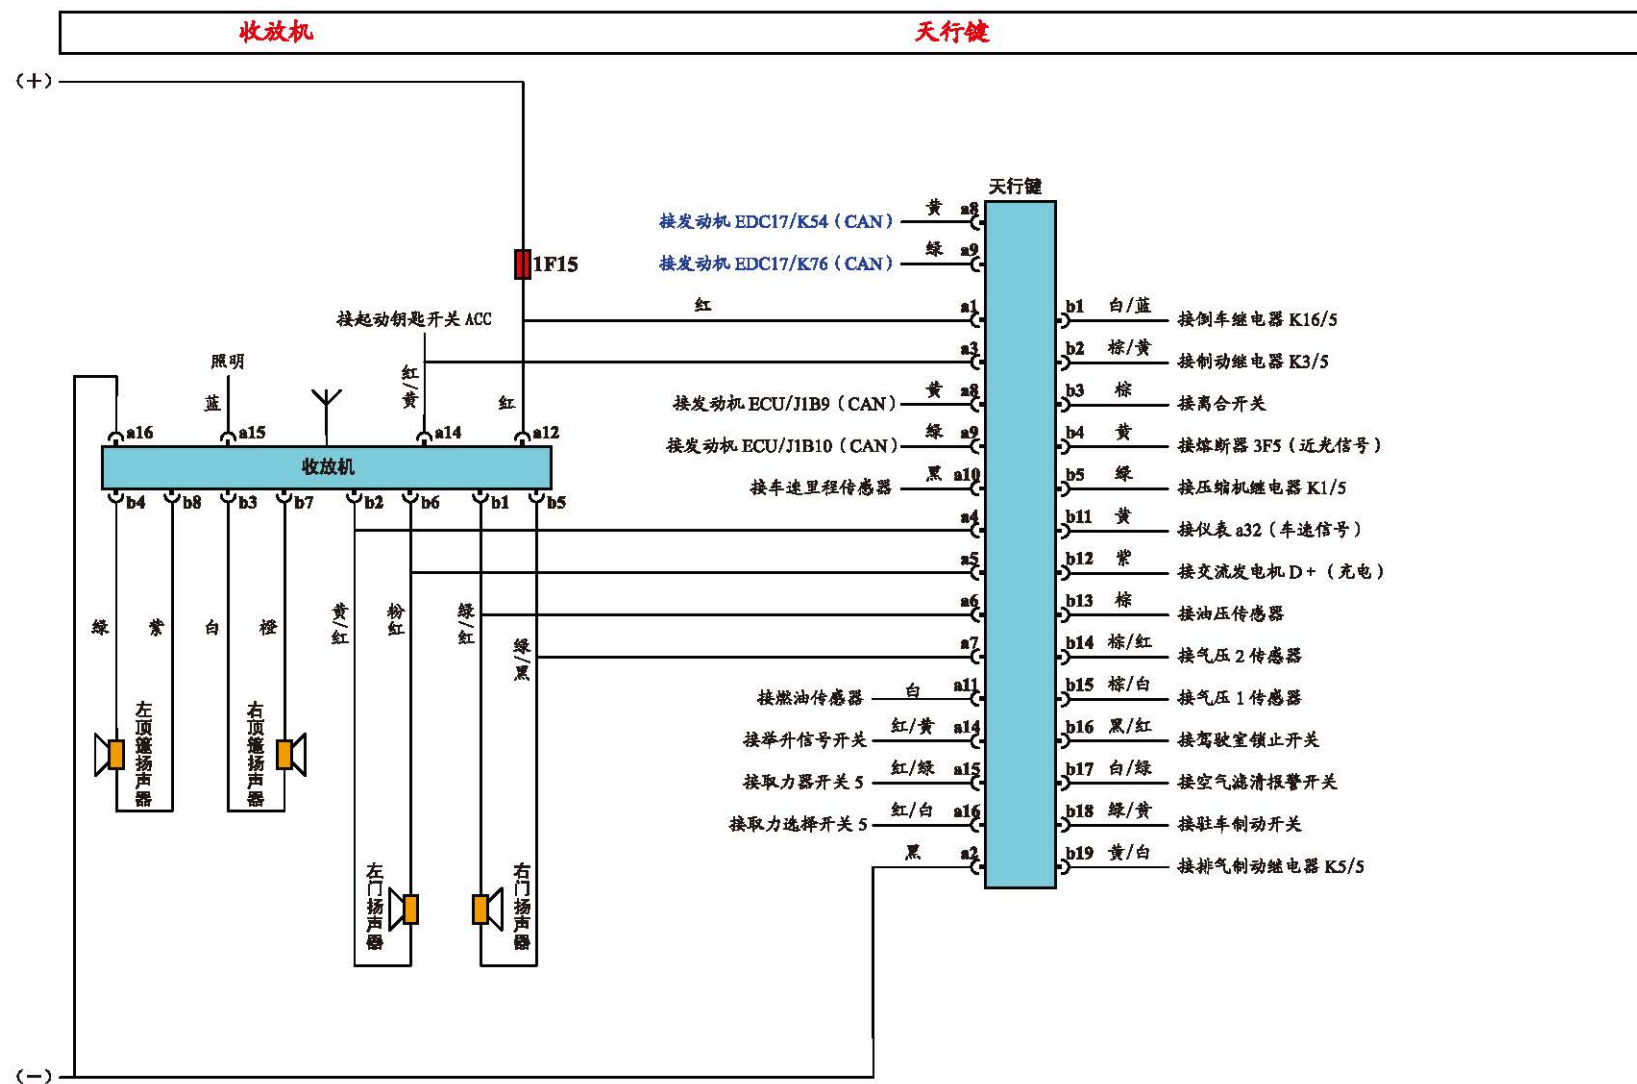 收放机
天行键
(+)
天行键
接发动机 EDC17/K54（CAN） 黄 a8
接发动机 EDC17/K76（CAN） 绿 a9
1F15
红 a1
b1 白/蓝 接倒车继电器 K16/5
接起动钥匙开关 ACC
a3
b2 棕/黄 接制动继电器 K3/5
照明
蓝
红/黄
红
接发动机 ECU/J1B9（CAN） 黄 a8
b3 棕 接离合开关
a16 a15 a14 a12
接发动机 ECU/J1B10（CAN） 绿 a9
b4 黄 接熔断器 3F5（近光信号）
收放机
接车速里程传感器 黑 a10
b5 绿 接压缩机继电器 K1/5
b4 b8 b3 b7 b2 b6 b1 b5
a4
b11 黄 接仪表 a32（车速信号）
a5
b12 紫 接交流发电机 D+（充电）
a6
b13 棕 接油压传感器
绿 紫 白 橙 黄/红 粉红 绿/红 绿/黑
a7
b14 棕/红 接气压 2 传感器
接燃油传感器 白 a11
b15 棕/白 接气压 1 传感器
接举升信号开关 红/黄 a14
b16 黑/红 接驾驶室锁止开关
左顶篷扬声器
右顶篷扬声器
接取力器开关 5 红/绿 a15
b17 白/绿 接空气滤清报警开关
接取力选择开关 5 红/白 a16
b18 绿/黄 接驻车制动开关
黑 a2
b19 黄/白 接排气制动继电器 K5/5
左门扬声器
右门扬声器
(−)